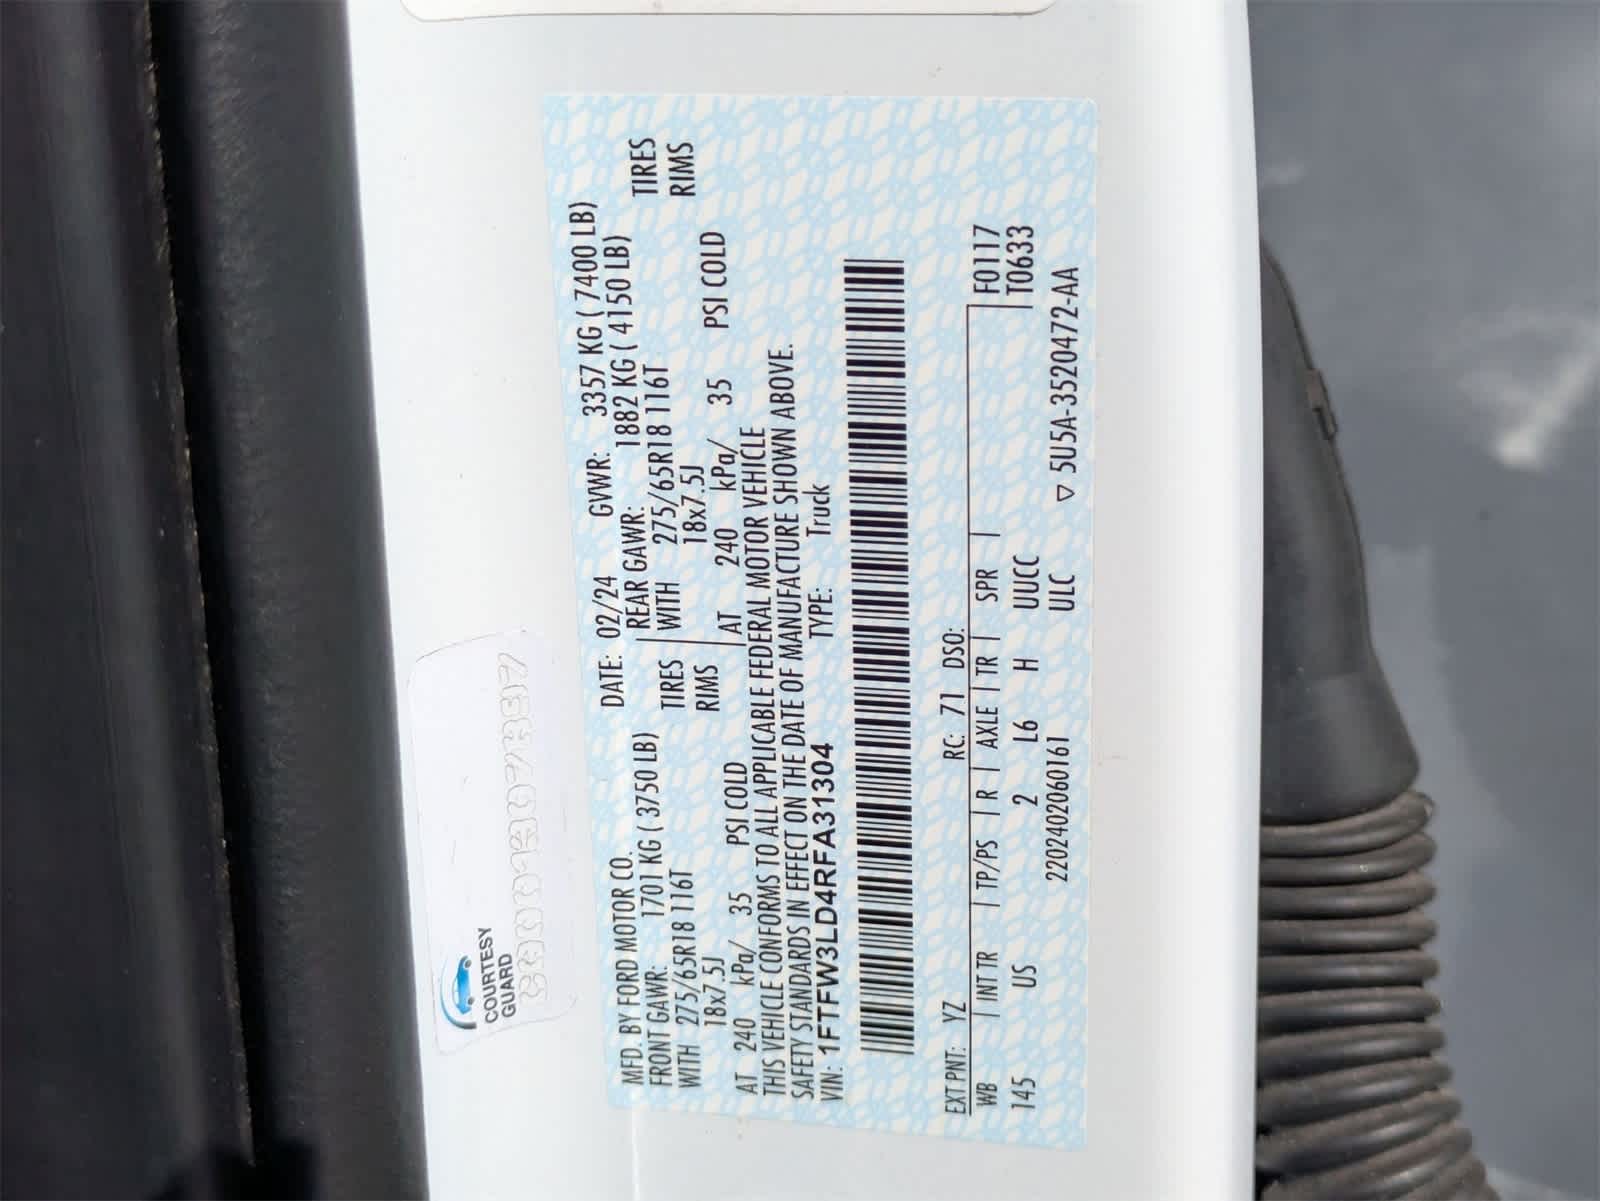 COURTESY
GUARD
MFD. BY FORD MOTOR CO.
DATE: 02/24 GVWR: 3357 KG ( 7400 LB)
FRONT GAWR: 1701 KG ( 3750 LB)
REAR GAWR: 1882 KG ( 4150 LB)
WITH 275/65R18 116T TIRES
WITH 275/65R18 116T TIRES
18x7.5J RIMS
18x7.5J RIMS
AT 240 kPa/ 35 PSI COLD
AT 240 kPa/ 35 PSI COLD
THIS VEHICLE CONFORMS TO ALL APPLICABLE FEDERAL MOTOR VEHICLE
SAFETY STANDARDS IN EFFECT ON THE DATE OF MANUFACTURE SHOWN ABOVE.
VIN: 1FTFW3LD4RFA31304 TYPE: Truck
EXT PNT: YZ RC: 71 DSO: F0117
WB | INT TR | TP/PS | R | AXLE | TR | SPR | T0633
145 US 2 L6 H UUCC
2202402060161 ULC ▽ 5U5A-3520472-AA